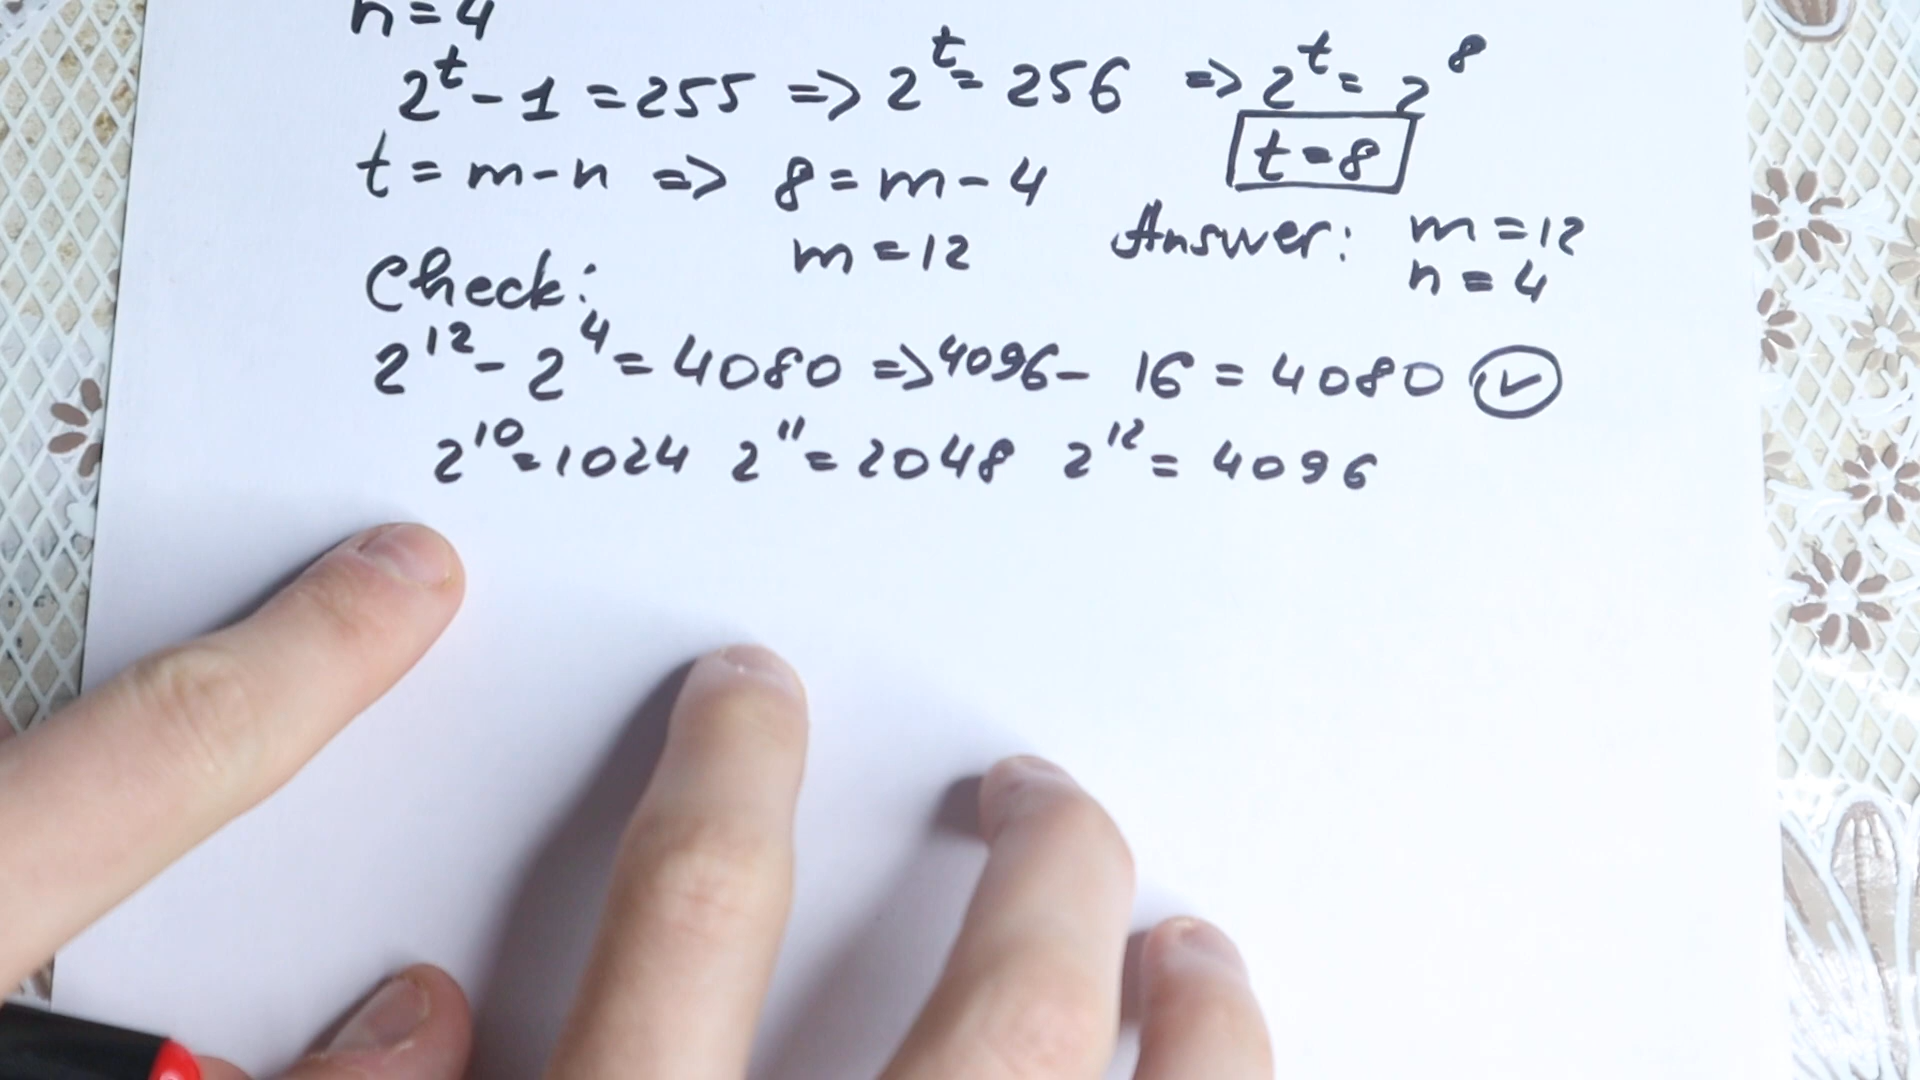 n = 4
2^t - 1 = 255 => 2^t = 256 => 2^t = 2^8
t = 8
t = m - n => 8 = m - 4
m = 12
Answer: m = 12
n = 4
Check:
2^12 - 2^4 = 4080 => 4096 - 16 = 4080 ✓
2^10 = 1024 2^11 = 2048 2^12 = 4096